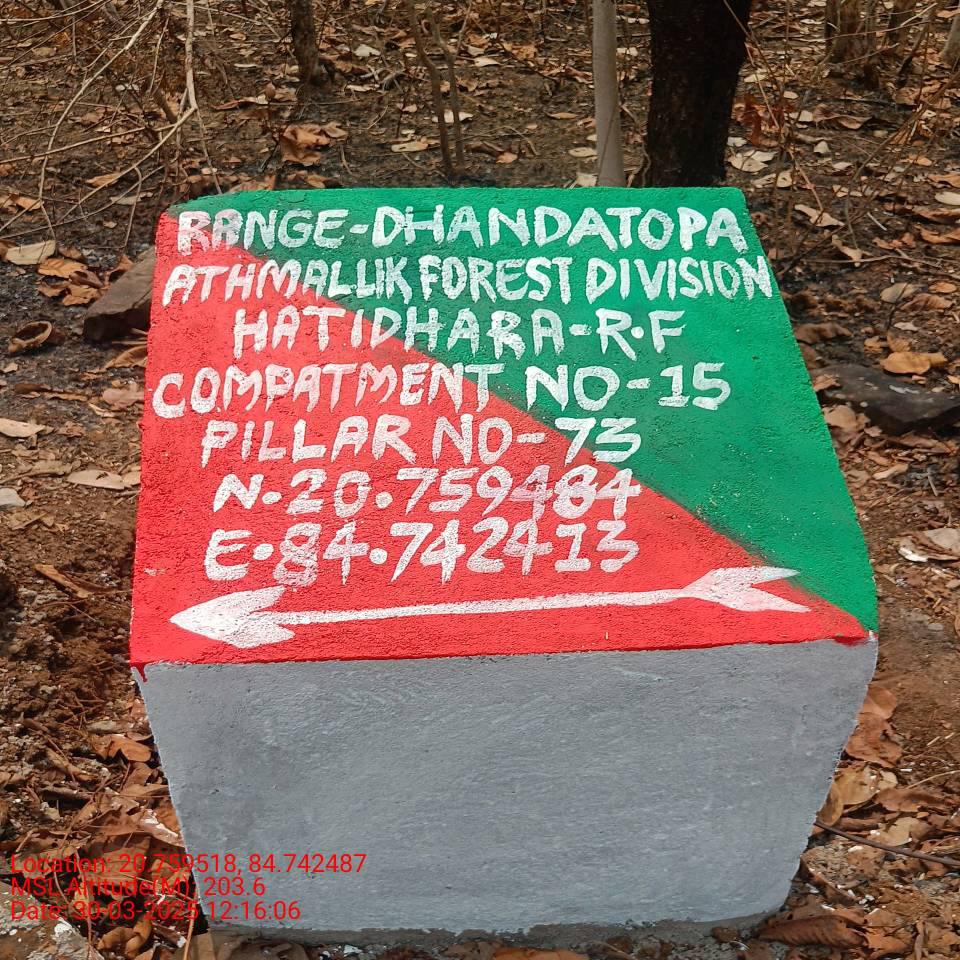 RANGE-DHANDATOPA
ATHMALLIK FOREST DIVISION
HATIDHARA-R.F
COMPATMENT NO-15
PILLAR NO-73
N.20.759484
E.84.742413
Location: 20.759518, 84.742487
MSL Altitude(M): 203.6
Date: 30-03-2025 12:16:06